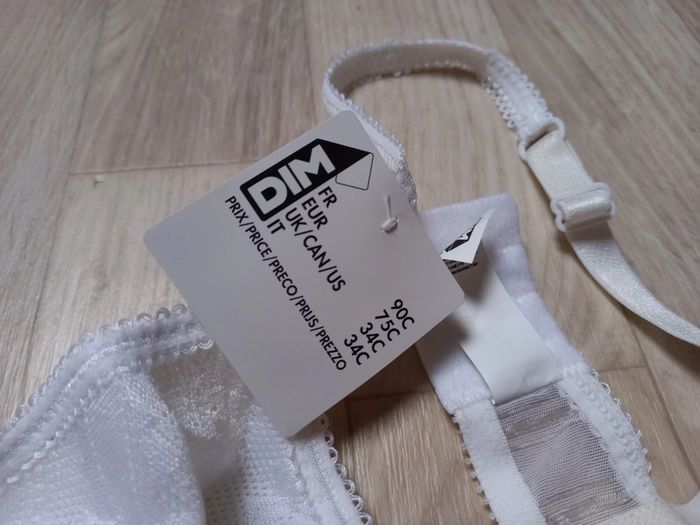 DIM
FR 90C
EUR 75C
UK/CAN/US 34C
IT 34C
PRIX/PRICE/PRECO/PRIJS/PREZZO